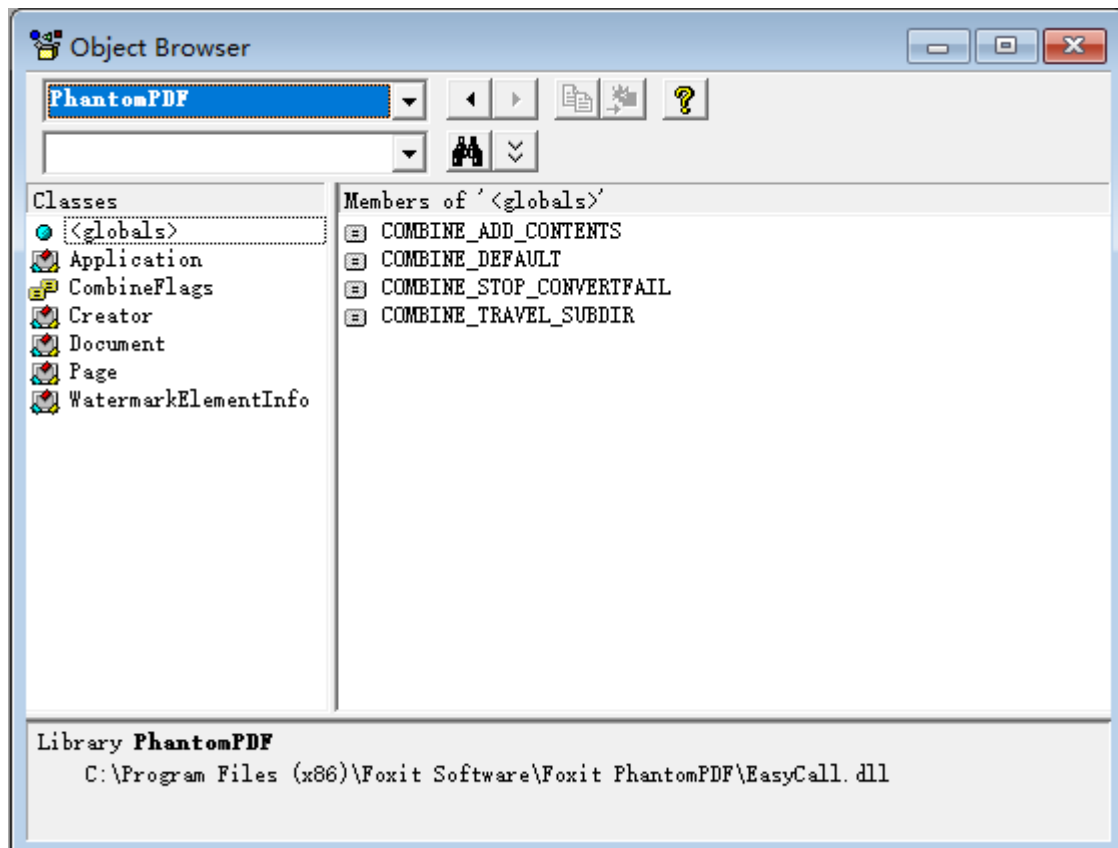 Object Browser
PhantomPDF
Classes
<globals>
Application
CombineFlags
Creator
Document
Page
WatermarkElementInfo
Members of '<globals>'
COMBINE_ADD_CONTENTS
COMBINE_DEFAULT
COMBINE_STOP_CONVERTFAIL
COMBINE_TRAVEL_SUBDIR
Library PhantomPDF
C:\Program Files (x86)\Foxit Software\Foxit PhantomPDF\EasyCall.dll